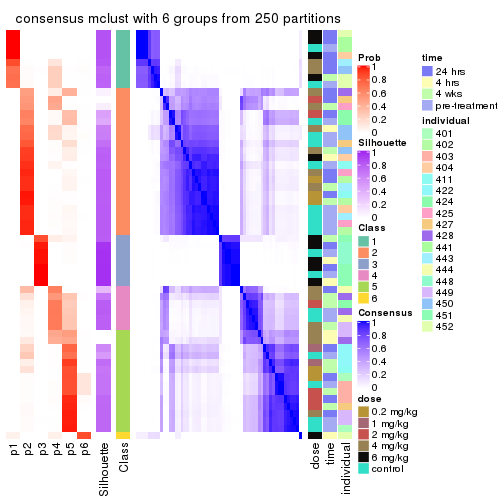 consensus mclust with 6 groups from 250 partitions
Prob
1
0.8
0.6
0.4
0.2
0
Silhouette
1
0.8
0.6
0.4
0.2
0
Class
1
2
3
4
5
6
Consensus
1
0.8
0.6
0.4
0.2
0
dose
0.2 mg/kg
1 mg/kg
2 mg/kg
4 mg/kg
6 mg/kg
control
time
24 hrs
4 hrs
4 wks
pre-treatment
individual
401
402
403
404
411
422
424
425
427
428
441
443
444
448
449
450
451
452
p1
p2
p3
p4
p5
p6
Silhouette
Class
dose
time
individual